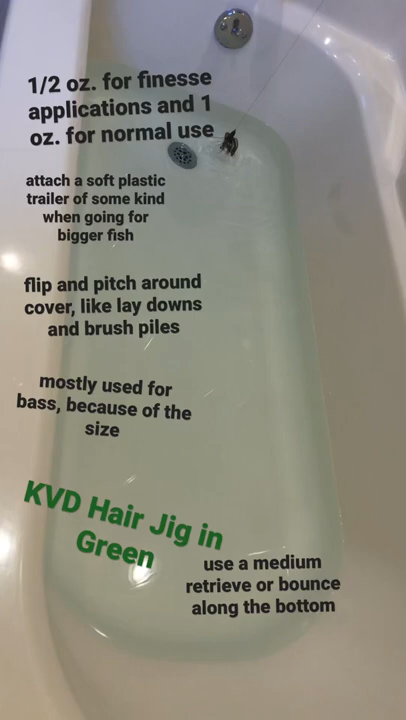 1/2 oz. for finesse
applications and 1
oz. for normal use
attach a soft plastic
trailer of some kind
when going for
bigger fish
flip and pitch around
cover, like lay downs
and brush piles
mostly used for
bass, because of the
size
KVD Hair Jig in
Green
use a medium
retrieve or bounce
along the bottom